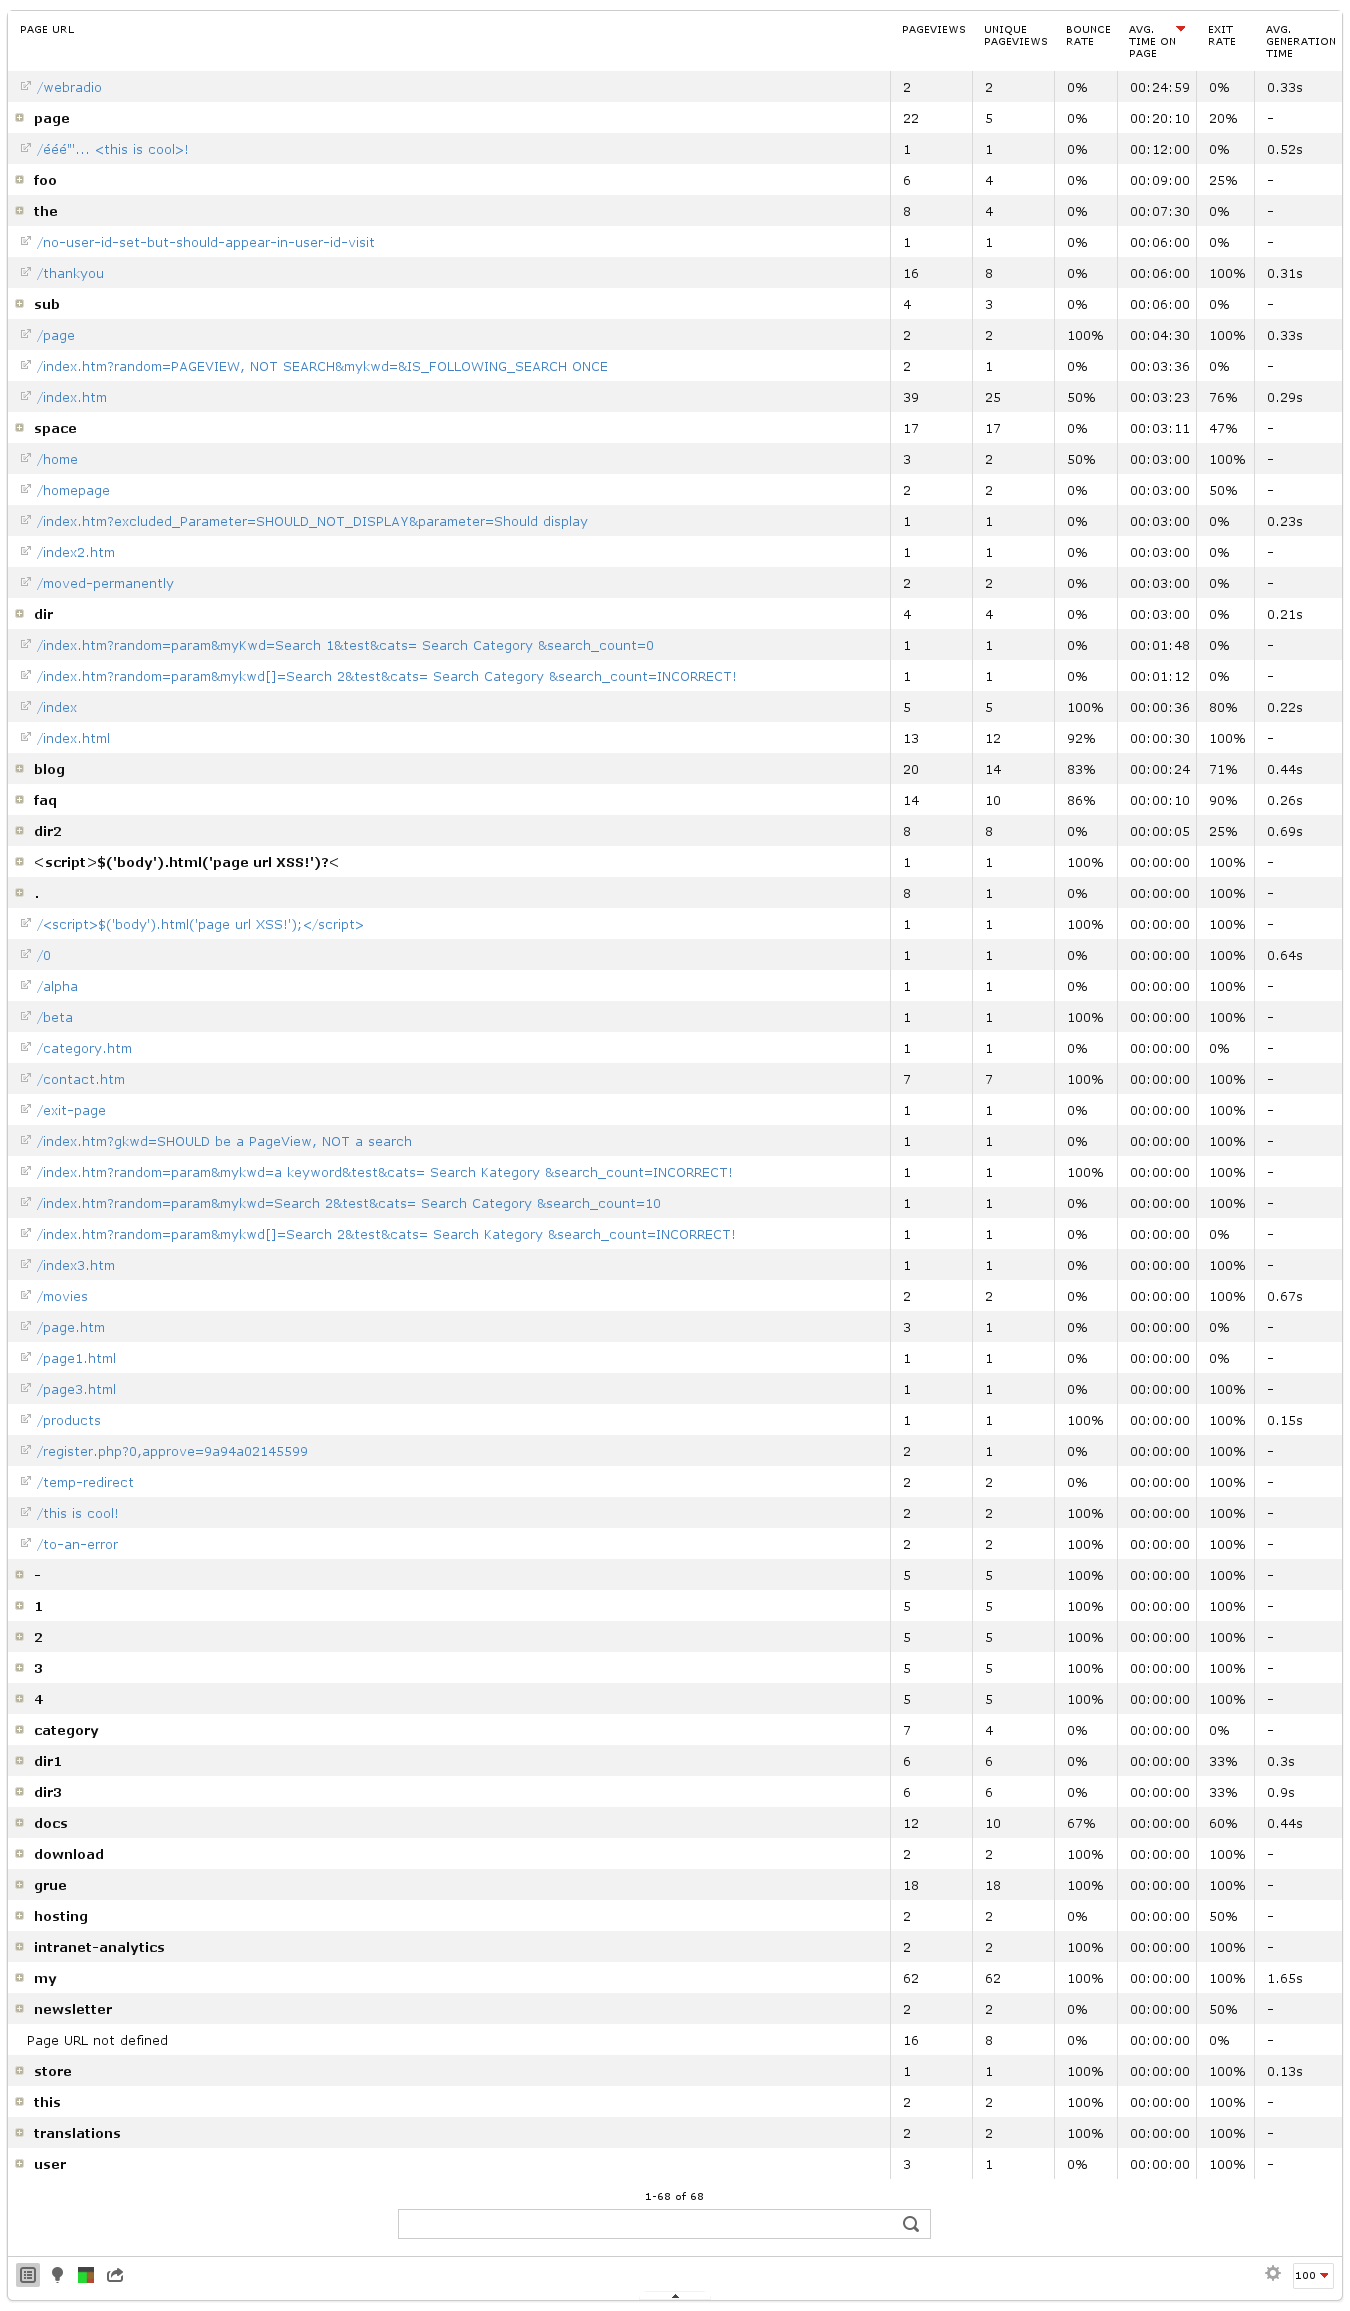 PAGE URL PAGEVIEWS UNIQUE PAGEVIEWS BOUNCE RATE AVG. TIME ON PAGE EXIT RATE AVG. GENERATION TIME
/webradio 2 2 0% 00:24:59 0% 0.33s
page 22 5 0% 00:20:10 20% -
/ééé"'... <this is cool>! 1 1 0% 00:12:00 0% 0.52s
foo 6 4 0% 00:09:00 25% -
the 8 4 0% 00:07:30 0% -
/no-user-id-set-but-should-appear-in-user-id-visit 1 1 0% 00:06:00 0% -
/thankyou 16 8 0% 00:06:00 100% 0.31s
sub 4 3 0% 00:06:00 0% -
/page 2 2 100% 00:04:30 100% 0.33s
/index.htm?random=PAGEVIEW, NOT SEARCH&mykwd=&IS_FOLLOWING_SEARCH ONCE 2 1 0% 00:03:36 0% -
/index.htm 39 25 50% 00:03:23 76% 0.29s
space 17 17 0% 00:03:11 47% -
/home 3 2 50% 00:03:00 100% -
/homepage 2 2 0% 00:03:00 50% -
/index.htm?excluded_Parameter=SHOULD_NOT_DISPLAY&parameter=Should display 1 1 0% 00:03:00 0% 0.23s
/index2.htm 1 1 0% 00:03:00 0% -
/moved-permanently 2 2 0% 00:03:00 0% -
dir 4 4 0% 00:03:00 0% 0.21s
/index.htm?random=param&myKwd=Search 1&test&cats= Search Category &search_count=0 1 1 0% 00:01:48 0% -
/index.htm?random=param&mykwd[]=Search 2&test&cats= Search Category &search_count=INCORRECT! 1 1 0% 00:01:12 0% -
/index 5 5 100% 00:00:36 80% 0.22s
/index.html 13 12 92% 00:00:30 100% -
blog 20 14 83% 00:00:24 71% 0.44s
faq 14 10 86% 00:00:10 90% 0.26s
dir2 8 8 0% 00:00:05 25% 0.69s
<script>$('body').html('page url XSS!')?< 1 1 100% 00:00:00 100% -
. 8 1 0% 00:00:00 100% -
/<script>$('body').html('page url XSS!');</script> 1 1 100% 00:00:00 100% -
/0 1 1 0% 00:00:00 100% 0.64s
/alpha 1 1 0% 00:00:00 100% -
/beta 1 1 100% 00:00:00 100% -
/category.htm 1 1 0% 00:00:00 0% -
/contact.htm 7 7 100% 00:00:00 100% -
/exit-page 1 1 0% 00:00:00 100% -
/index.htm?gkwd=SHOULD be a PageView, NOT a search 1 1 0% 00:00:00 100% -
/index.htm?random=param&mykwd=a keyword&test&cats= Search Kategory &search_count=INCORRECT! 1 1 100% 00:00:00 100% -
/index.htm?random=param&mykwd=Search 2&test&cats= Search Category &search_count=10 1 1 0% 00:00:00 100% -
/index.htm?random=param&mykwd[]=Search 2&test&cats= Search Kategory &search_count=INCORRECT! 1 1 0% 00:00:00 0% -
/index3.htm 1 1 0% 00:00:00 100% -
/movies 2 2 0% 00:00:00 100% 0.67s
/page.htm 3 1 0% 00:00:00 0% -
/page1.html 1 1 0% 00:00:00 0% -
/page3.html 1 1 0% 00:00:00 100% -
/products 1 1 100% 00:00:00 100% 0.15s
/register.php?0,approve=9a94a02145599 2 1 0% 00:00:00 100% -
/temp-redirect 2 2 0% 00:00:00 100% -
/this is cool! 2 2 100% 00:00:00 100% -
/to-an-error 2 2 100% 00:00:00 100% -
- 5 5 100% 00:00:00 100% -
1 5 5 100% 00:00:00 100% -
2 5 5 100% 00:00:00 100% -
3 5 5 100% 00:00:00 100% -
4 5 5 100% 00:00:00 100% -
category 7 4 0% 00:00:00 0% -
dir1 6 6 0% 00:00:00 33% 0.3s
dir3 6 6 0% 00:00:00 33% 0.9s
docs 12 10 67% 00:00:00 60% 0.44s
download 2 2 100% 00:00:00 100% -
grue 18 18 100% 00:00:00 100% -
hosting 2 2 0% 00:00:00 50% -
intranet-analytics 2 2 100% 00:00:00 100% -
my 62 62 100% 00:00:00 100% 1.65s
newsletter 2 2 0% 00:00:00 50% -
Page URL not defined 16 8 0% 00:00:00 0% -
store 1 1 100% 00:00:00 100% 0.13s
this 2 2 100% 00:00:00 100% -
translations 2 2 100% 00:00:00 100% -
user 3 1 0% 00:00:00 100% -
1-68 of 68
100